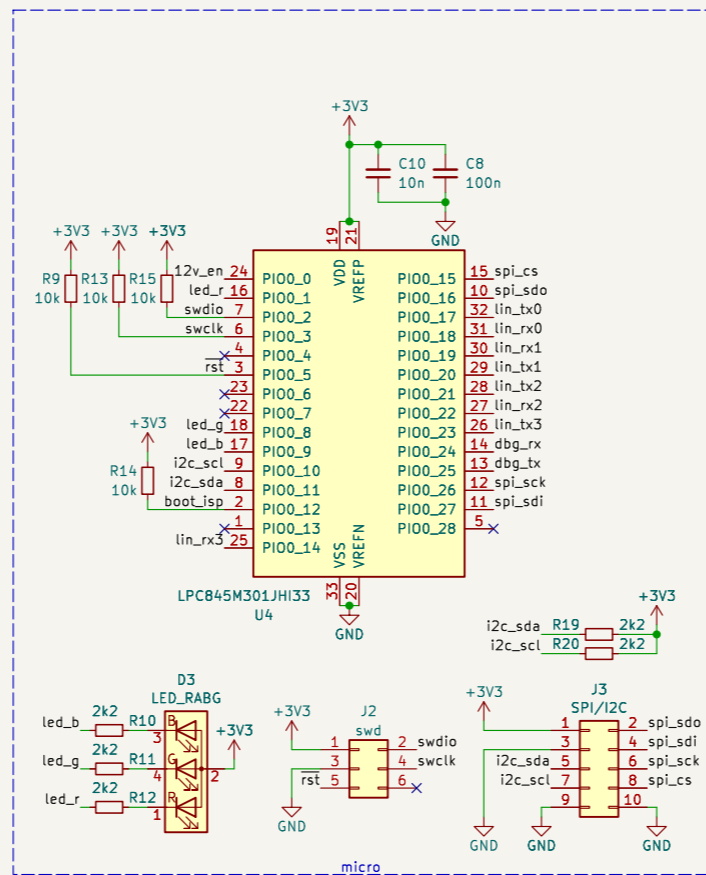 +3V3
C10
10n
C8
100n
GND
+3V3 +3V3 +3V3
R9 10k
R13 10k
R15 10k
19 21
VDD VREFP
12v_en 24 PIO0_0
led_r 16 PIO0_1
swdio 7 PIO0_2
swclk 6 PIO0_3
4 PIO0_4
rst 3 PIO0_5
23 PIO0_6
22 PIO0_7
led_g 18 PIO0_8
led_b 17 PIO0_9
i2c_scl 9 PIO0_10
i2c_sda 8 PIO0_11
boot_isp 2 PIO0_12
1 PIO0_13
lin_rx3 25 PIO0_14
+3V3
R14
10k
PIO0_15 15 spi_cs
PIO0_16 10 spi_sdo
PIO0_17 32 lin_tx0
PIO0_18 31 lin_rx0
PIO0_19 30 lin_rx1
PIO0_20 29 lin_tx1
PIO0_21 28 lin_tx2
PIO0_22 27 lin_rx2
PIO0_23 26 lin_tx3
PIO0_24 14 dbg_rx
PIO0_25 13 dbg_tx
PIO0_26 12 spi_sck
PIO0_27 11 spi_sdi
PIO0_28 5
VSS VREFN
33 20
GND
LPC845M301JHI33
U4
+3V3
i2c_sda R19 2k2
i2c_scl R20 2k2
D3
LED_RABG
led_b 2k2 R10 3 B
led_g 2k2 R11 4 G
led_r 2k2 R12 1 R
2
+3V3
J2
swd
+3V3
1 2 swdio
3 4 swclk
rst 5 6
GND
J3
SPI/I2C
+3V3
1 2 spi_sdo
3 4 spi_sdi
i2c_sda 5 6 spi_sck
i2c_scl 7 8 spi_cs
9 10
GND GND GND
micro